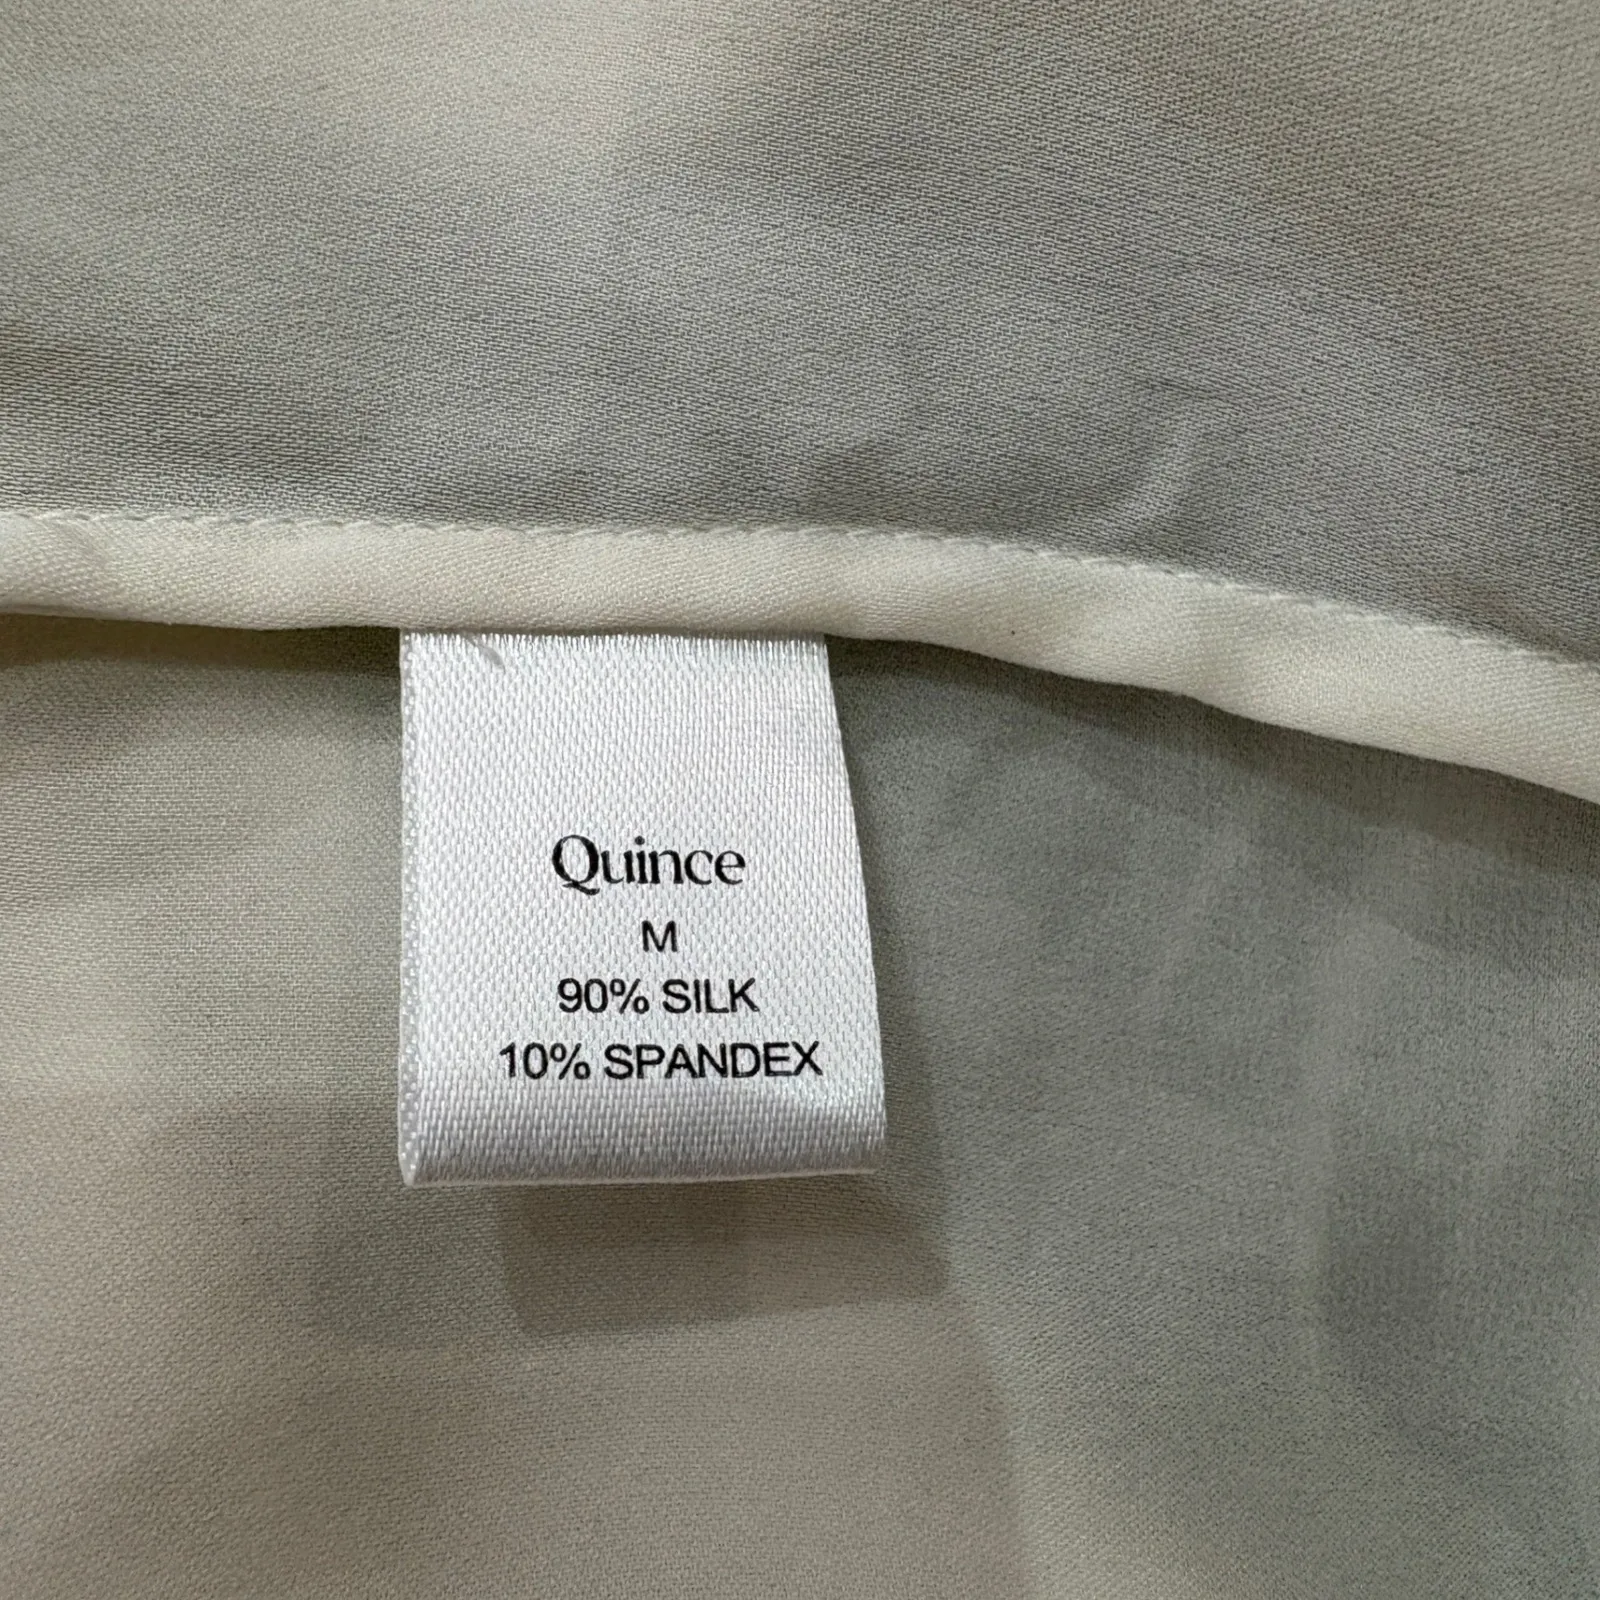 Quince
M
90% SILK
10% SPANDEX